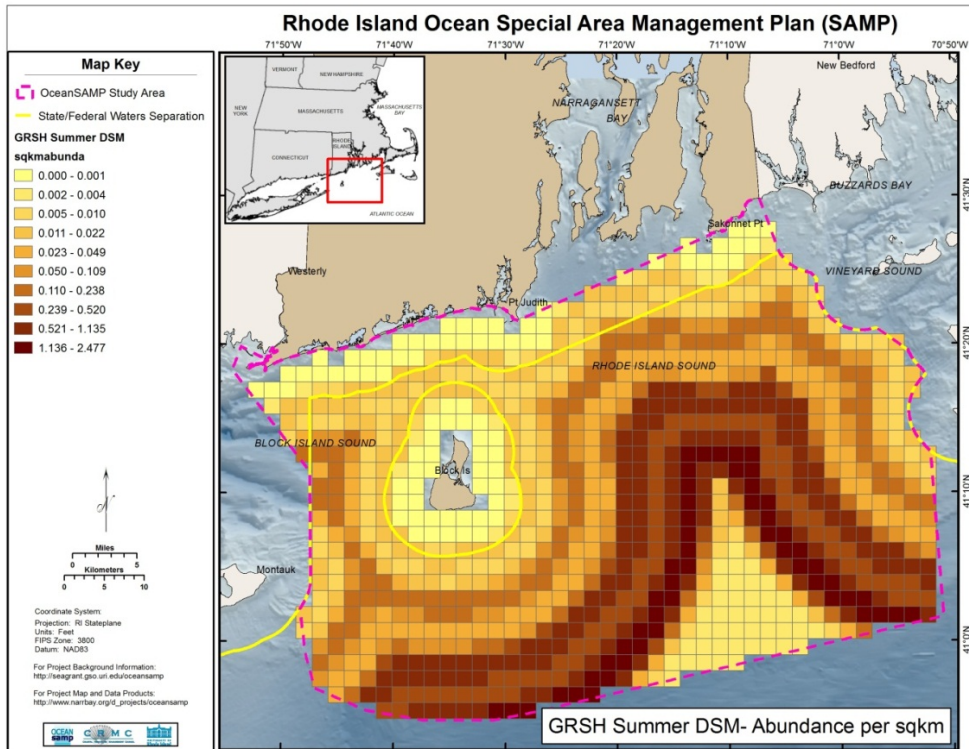 Rhode Island Ocean Special Area Management Plan (SAMP)
71°50'W
71°40'W
71°30'W
71°20'W
71°10'W
71°0'W
70°50'W
Map Key
OceanSAMP Study Area
State/Federal Waters Separation
GRSH Summer DSM
sqkmabunda
0.000 - 0.001
0.002 - 0.004
0.005 - 0.010
0.011 - 0.022
0.023 - 0.049
0.050 - 0.109
0.110 - 0.238
0.239 - 0.520
0.521 - 1.135
1.136 - 2.477
N
Miles
0 5 10
Kilometers
0 5 10
Coordinate System:
Projection: RI Stateplane
Units: Feet
FIPS Zone: 3800
Datum: NAD83
For Project Background Information:
http://seagrant.gso.uri.edu/oceansamp
For Project Map and Data Products:
http://www.narrbay.org/d_projects/oceansamp
OCEAN
samp
CRMC
VERMONT
NEW HAMPSHIRE
NEW
YORK
MASSACHUSETTS
MASSACHUSETTS
BAY
CONNECTICUT
RHODE
ISLAND
ATLANTIC OCEAN
New Bedford
NARRAGANSETT
BAY
BUZZARDS BAY
Sakonnet Pt
VINEYARD SOUND
Westerly
Pt Judith
RHODE ISLAND SOUND
BLOCK ISLAND SOUND
Block Is
Montauk
41°30'N
41°20'N
41°10'N
41°0'N
GRSH Summer DSM- Abundance per sqkm